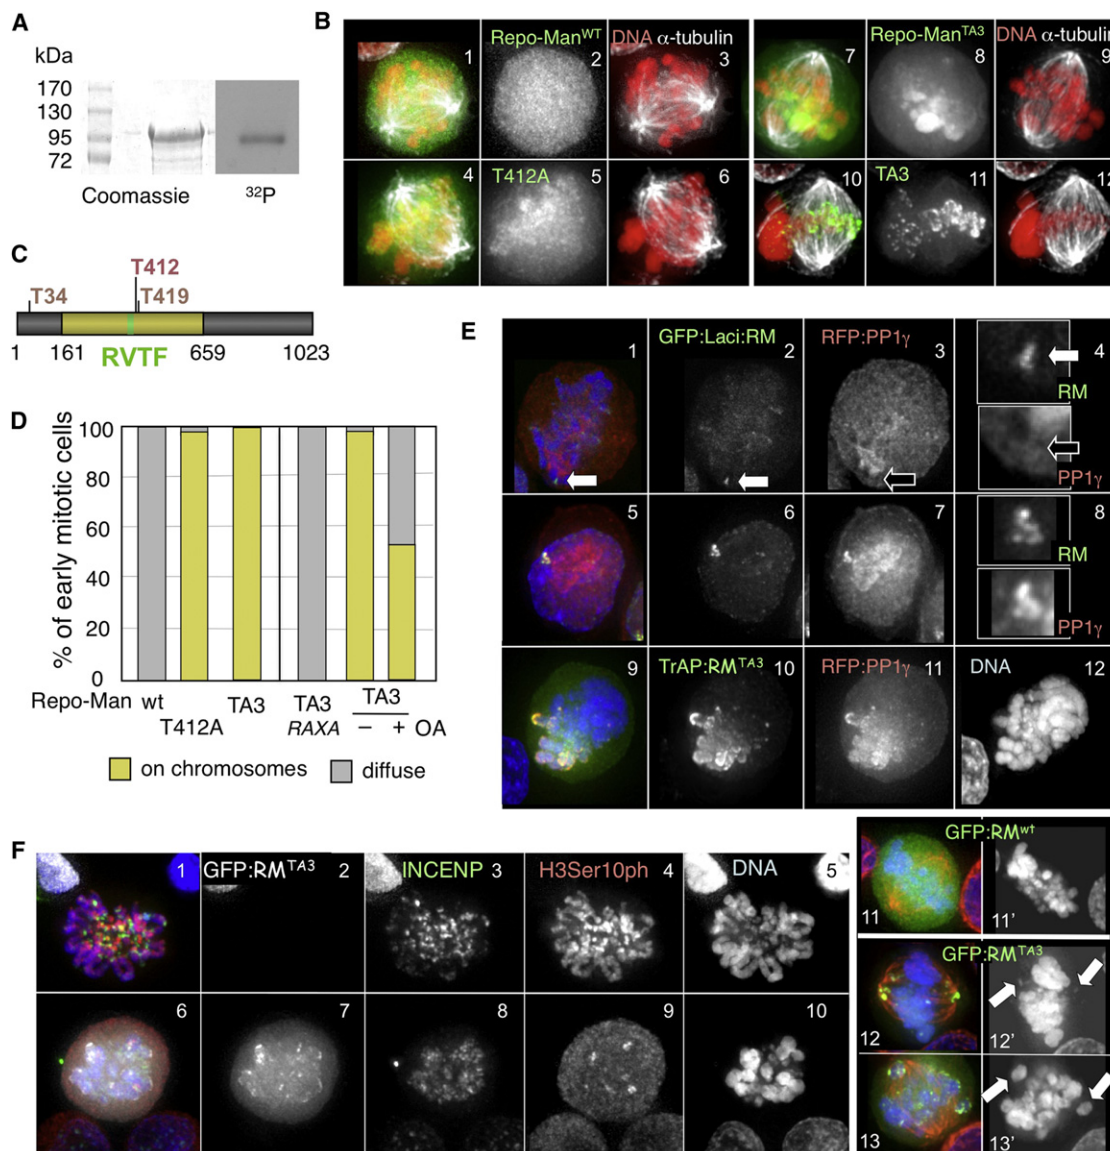 A
kDa
170
130
95
72
Coomassie
32P
B
1
Repo-ManWT
2
DNA α-tubulin
3
7
Repo-ManTA3
8
DNA α-tubulin
9
4
T412A
5
6
10
TA3
11
12
C
T412
T34
T419
1
161
RVTF
659
1023
D
% of early mitotic cells
100
80
60
40
20
0
Repo-Man
wt
T412A
TA3
TA3
RAXA
TA3
− + OA
on chromosomes
diffuse
E
1
GFP:Laci:RM
2
RFP:PP1γ
3
4
RM
PP1γ
5
6
7
8
RM
PP1γ
9
TrAP:RMTA3
10
RFP:PP1γ
11
DNA
12
F
1
GFP:RMTA3
2
INCENP
3
H3Ser10ph
4
DNA
5
6
7
8
9
10
GFP:RMwt
11
11'
GFP:RMTA3
12
12'
13
13'